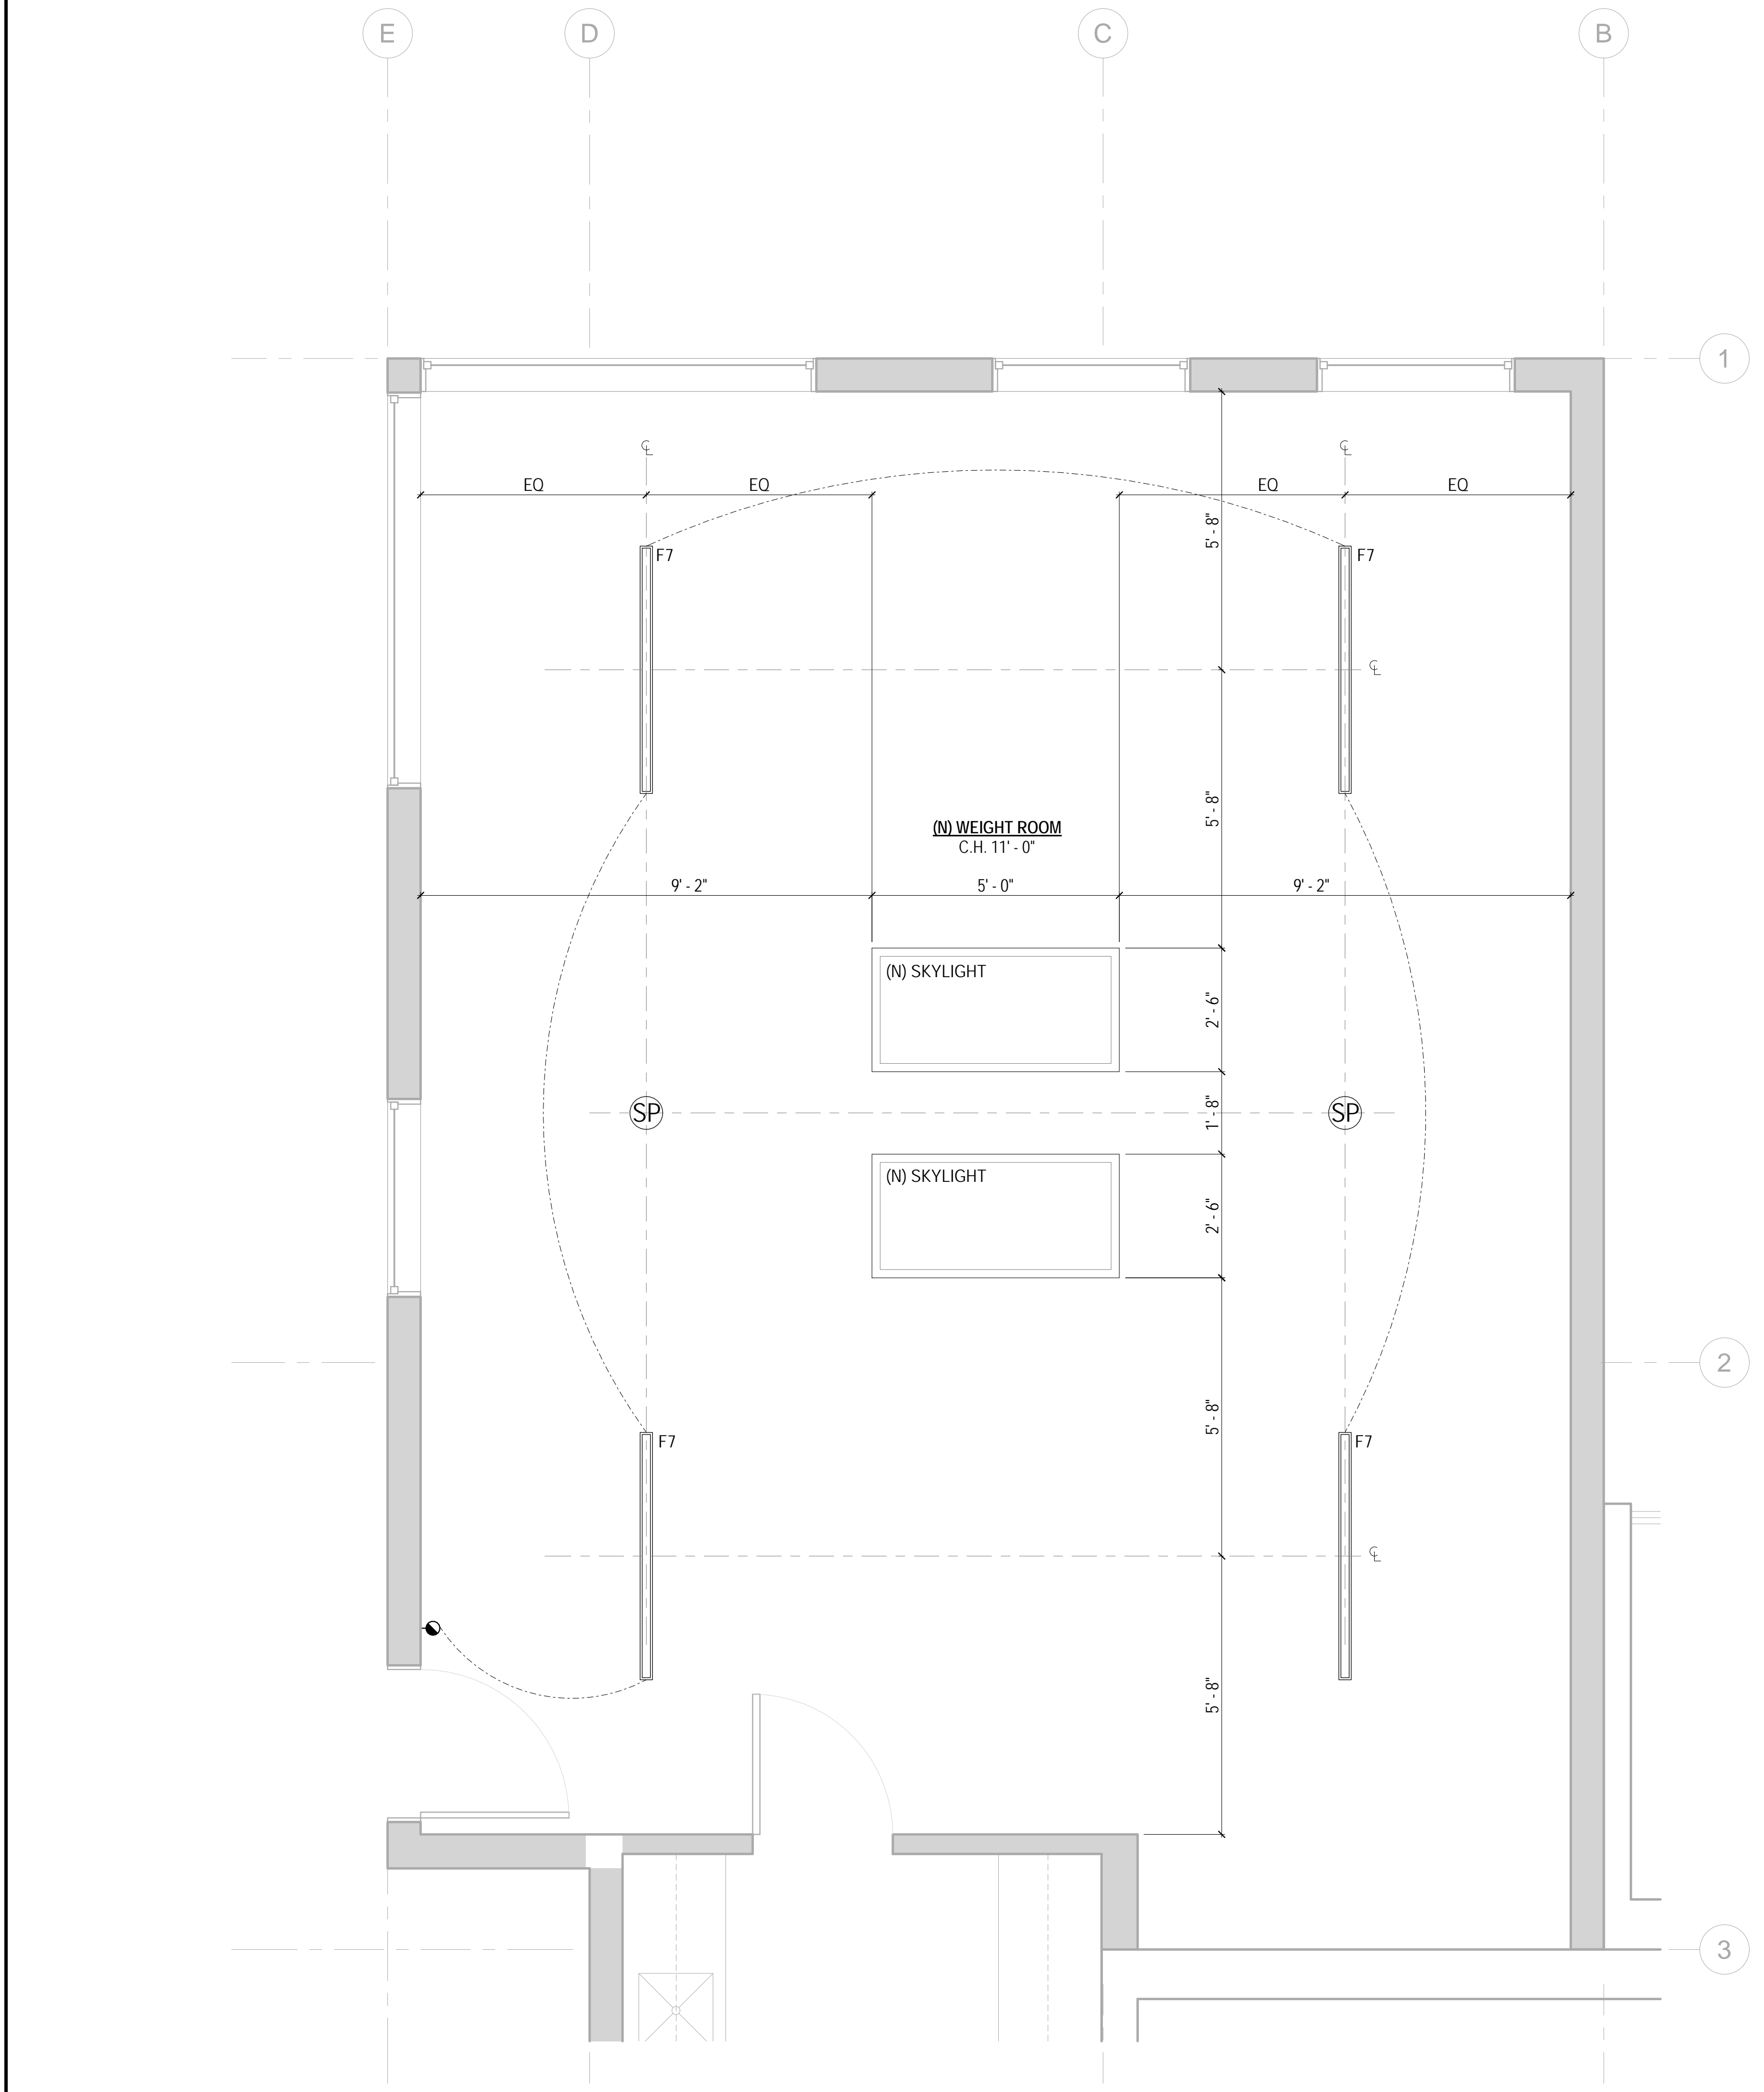 E
D
C
B
1
℄
℄
EQ
EQ
EQ
EQ
5' - 8"
F7
F7
℄
5' - 8"
(N) WEIGHT ROOM
C.H. 11' - 0"
9' - 2"
5' - 0"
9' - 2"
(N) SKYLIGHT
2' - 6"
SP
1' - 8"
SP
(N) SKYLIGHT
2' - 6"
2
5' - 8"
F7
F7
℄
5' - 8"
3